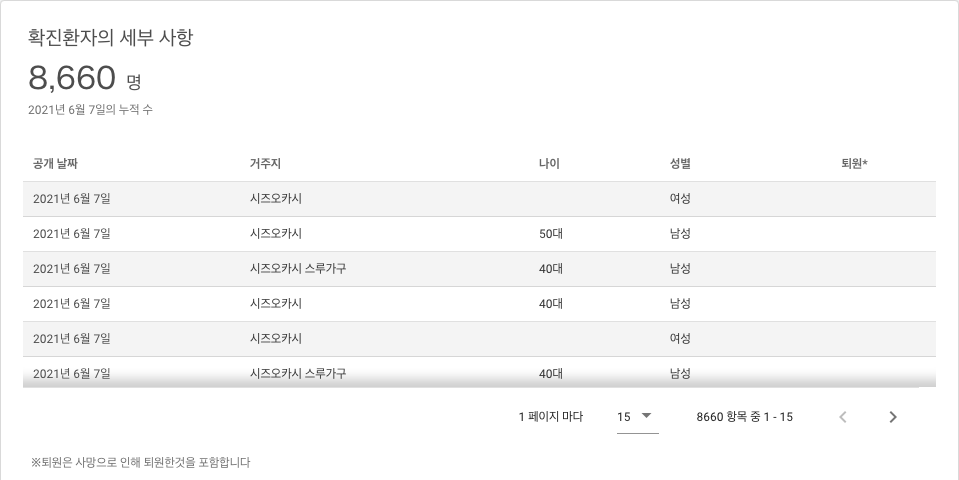 확진환자의 세부 사항
8,660 명
2021년 6월 7일의 누적 수
공개 날짜 거주지 나이 성별 퇴원*
2021년 6월 7일 시즈오카시 여성
2021년 6월 7일 시즈오카시 50대 남성
2021년 6월 7일 시즈오카시 스루가구 40대 남성
2021년 6월 7일 시즈오카시 40대 남성
2021년 6월 7일 시즈오카시 여성
2021년 6월 7일 시즈오카시 스루가구 40대 남성
1 페이지 마다 15 8660 항목 중 1 - 15
※퇴원은 사망으로 인해 퇴원한것을 포함합니다